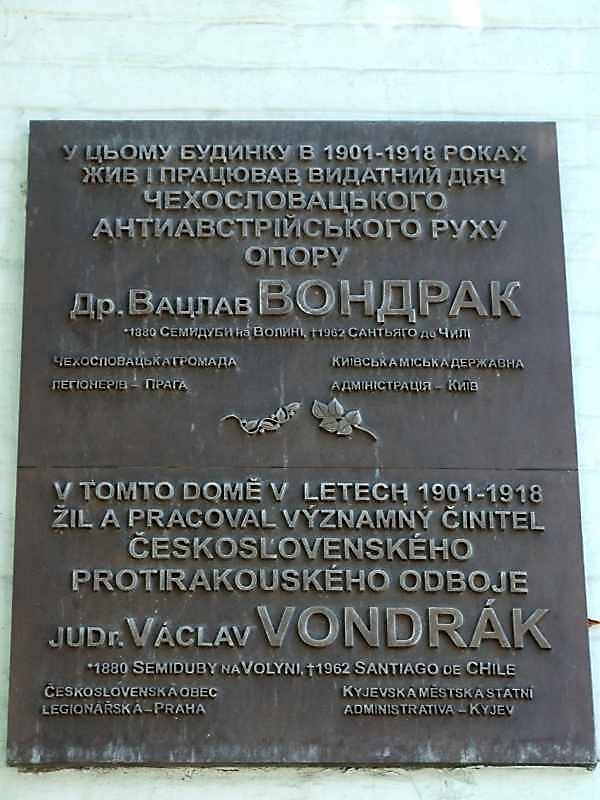 У ЦЬОМУ БУДИНКУ В 1901-1918 РОКАХ
ЖИВ І ПРАЦЮВАВ ВИДАТНИЙ ДІЯЧ
ЧЕХОСЛОВАЦЬКОГО
АНТИАВСТРІЙСЬКОГО РУХУ
ОПОРУ
Др. ВАЦЛАВ ВОНДРАК
*1880 СЕМИДУБИ на ВОЛИНІ, †1962 САНТЬЯГО де ЧИЛІ
ЧЕХОСЛОВАЦЬКА ГРОМАДА
ЛЕГІОНЕРІВ – ПРАГА
КИЇВСЬКА МІСЬКА ДЕРЖАВНА
АДМІНІСТРАЦІЯ – КИЇВ
V TOMTO DOMĚ V LETECH 1901-1918
ŽIL A PRACOVAL VÝZNAMNÝ ČINITEL
ČESKOSLOVENSKÉHO
PROTIRAKOUSKÉHO ODBOJE
JUDr. VÁCLAV VONDRÁK
*1880 SEMIDUBY NA VOLYNI, †1962 SANTIAGO DE CHILE
ČESKOSLOVENSKÁ OBEC
LEGIONÁŘSKÁ – PRAHA
KYJEVSKA MĚSTSKA STATNÍ
ADMINISTRATIVA – KYJEV